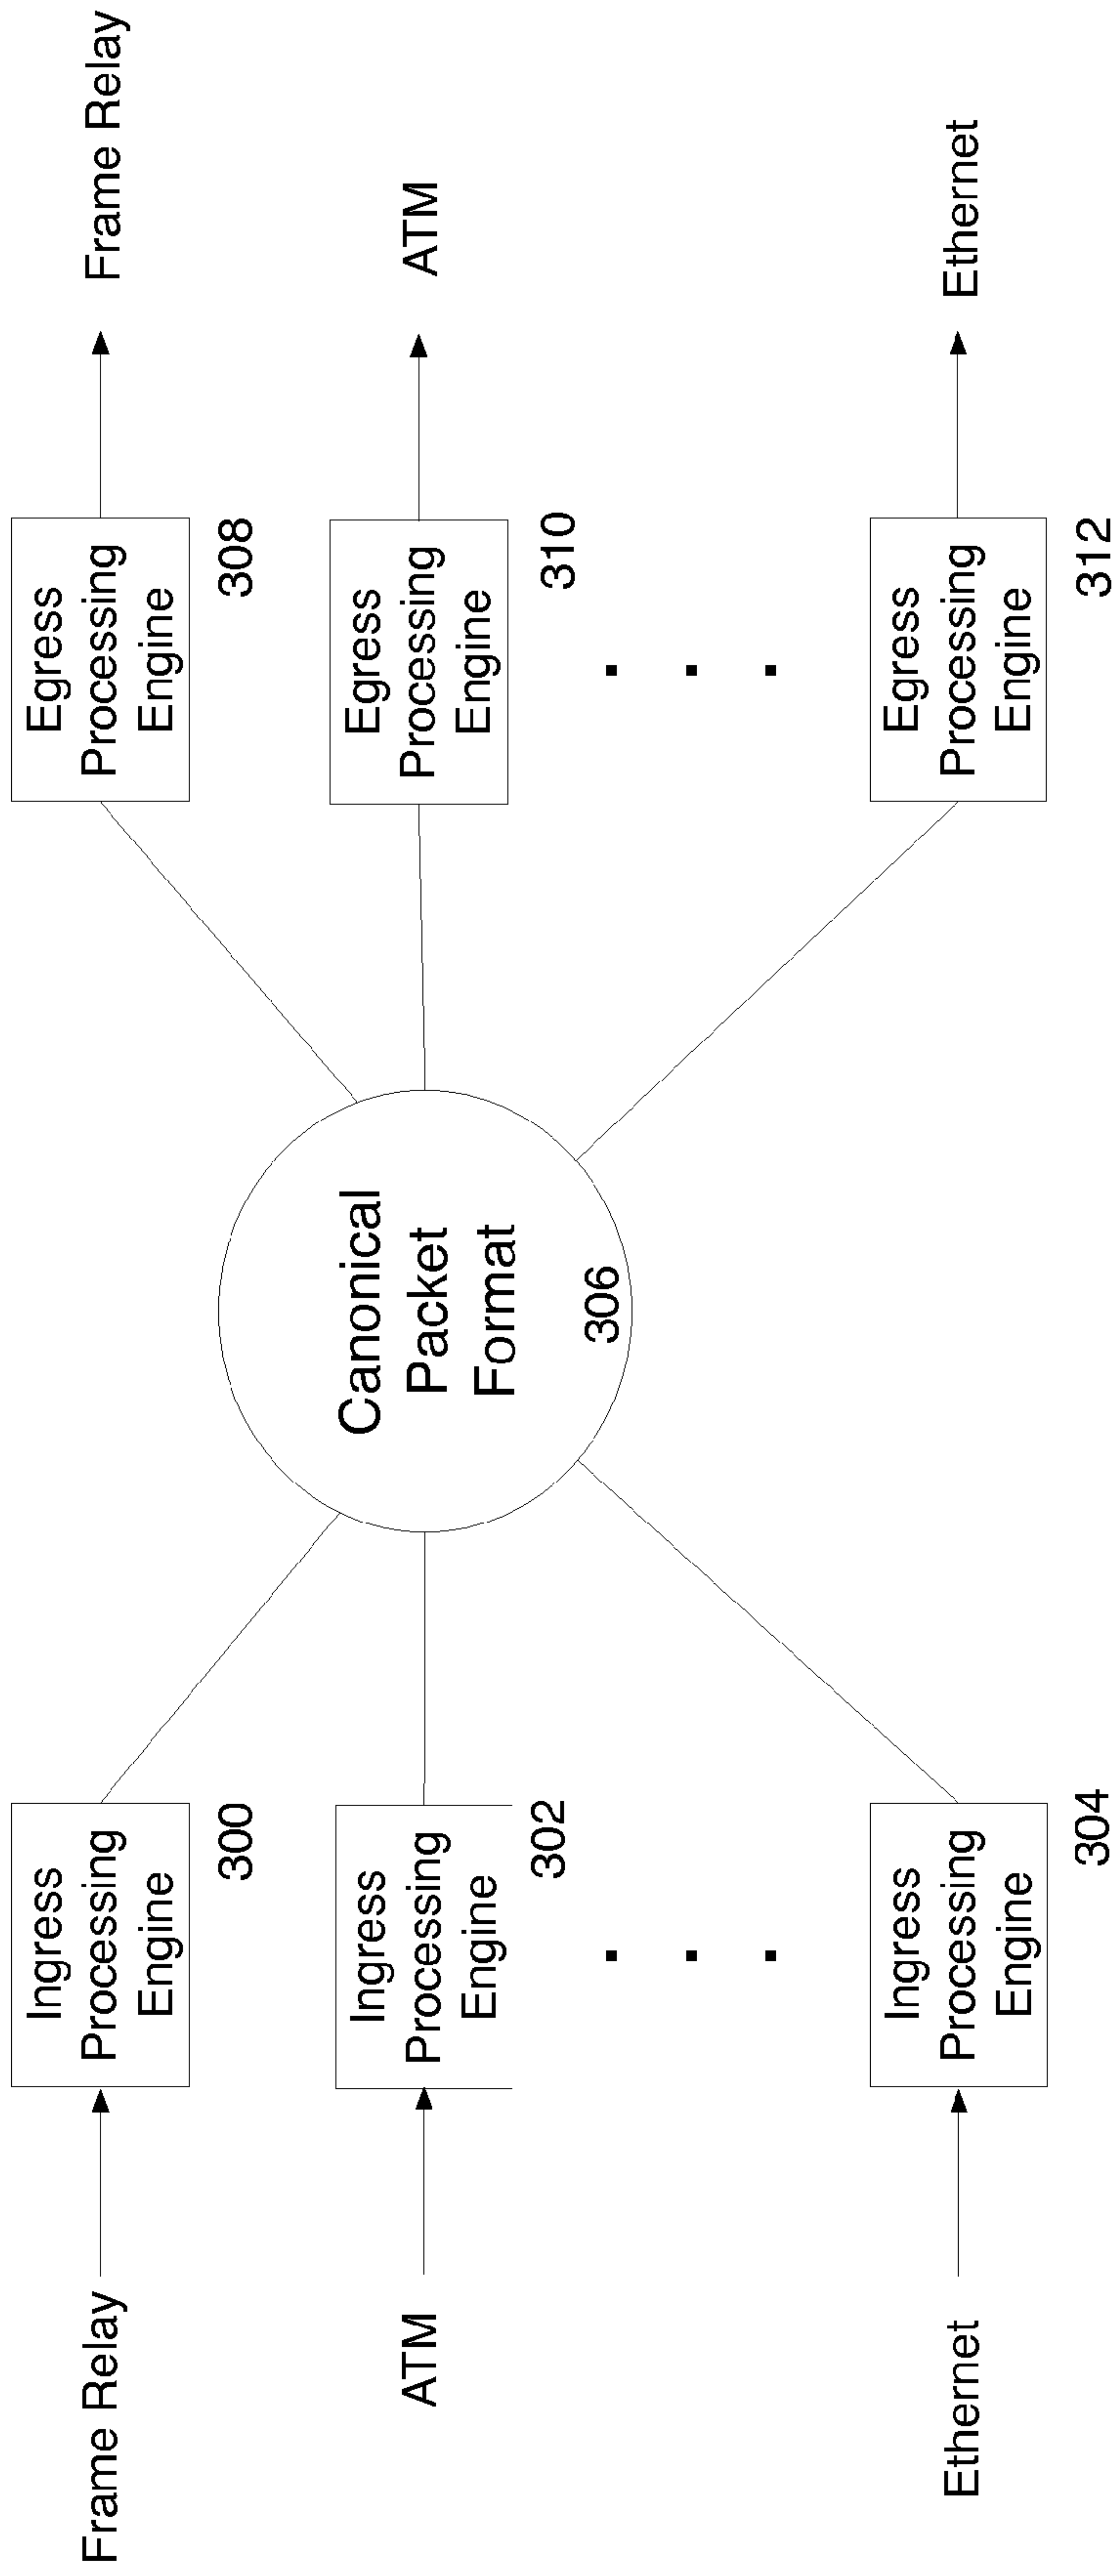 Frame Relay
Ingress
Processing
Engine
300
Egress
Processing
Engine
308
Frame Relay
ATM
Ingress
Processing
Engine
302
Canonical
Packet
Format
306
Egress
Processing
Engine
310
ATM
Ethernet
Ingress
Processing
Engine
304
Egress
Processing
Engine
312
Ethernet